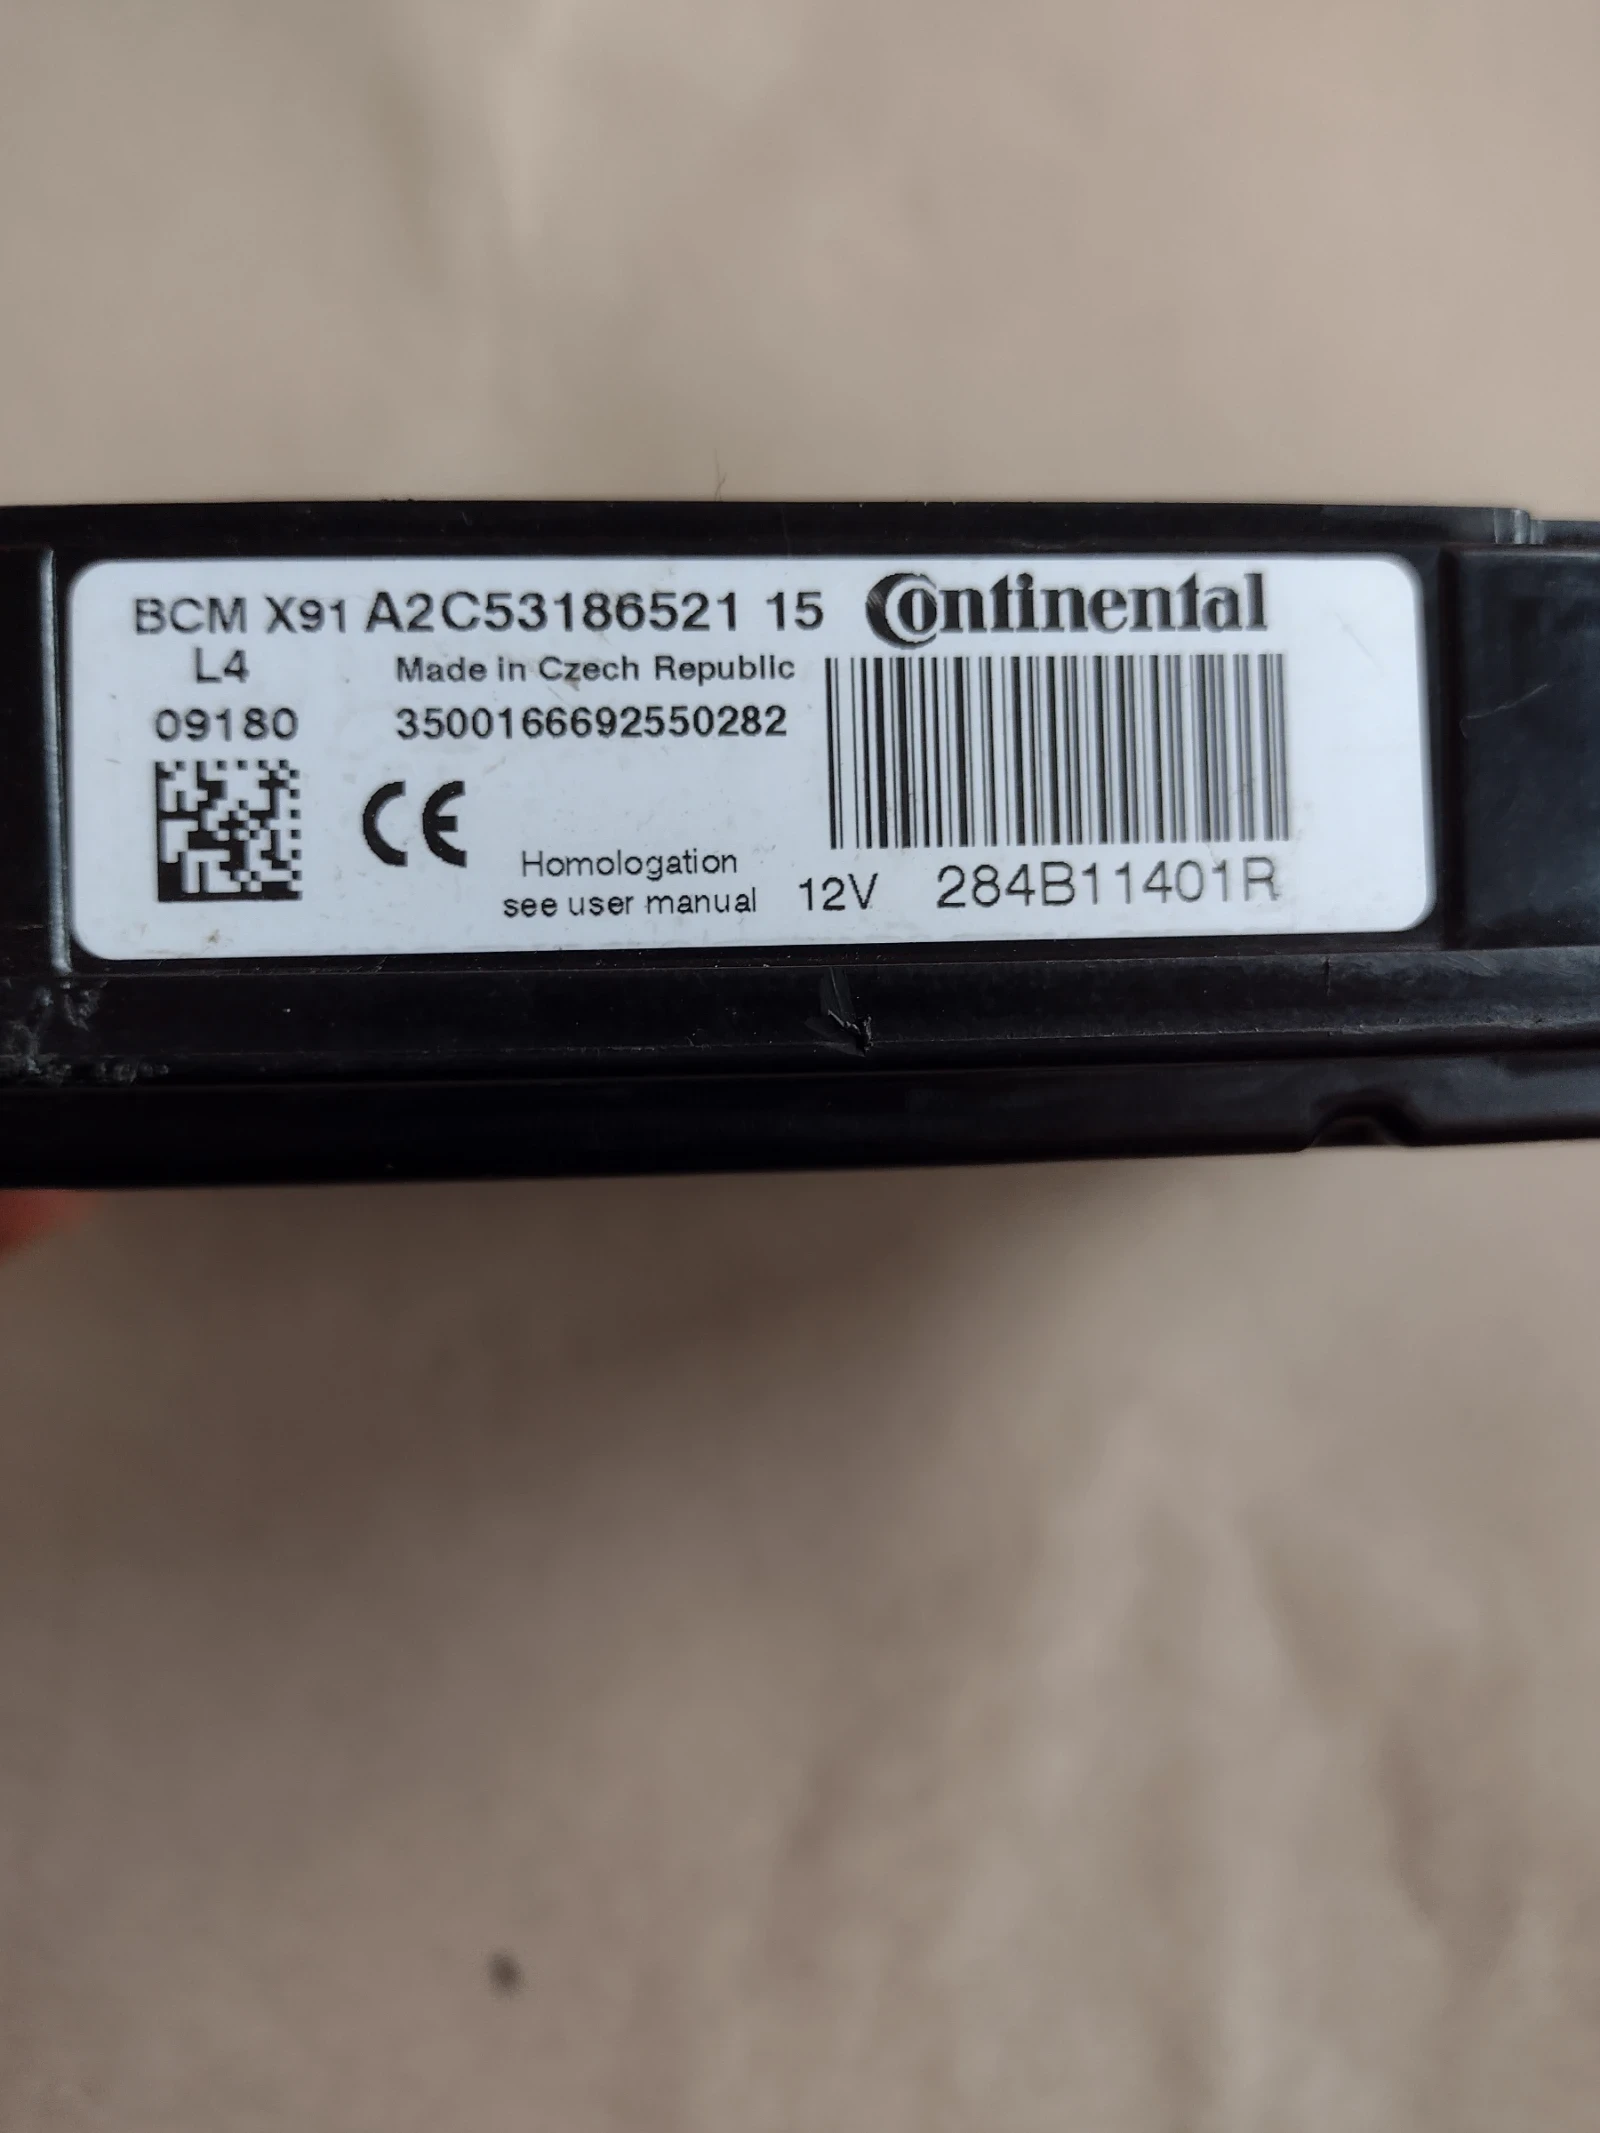 BCM X91 A2C53186521 15 Continental
L4 Made in Czech Republic
09180 3500166692550282
CE
Homologation
see user manual 12V 284B11401R